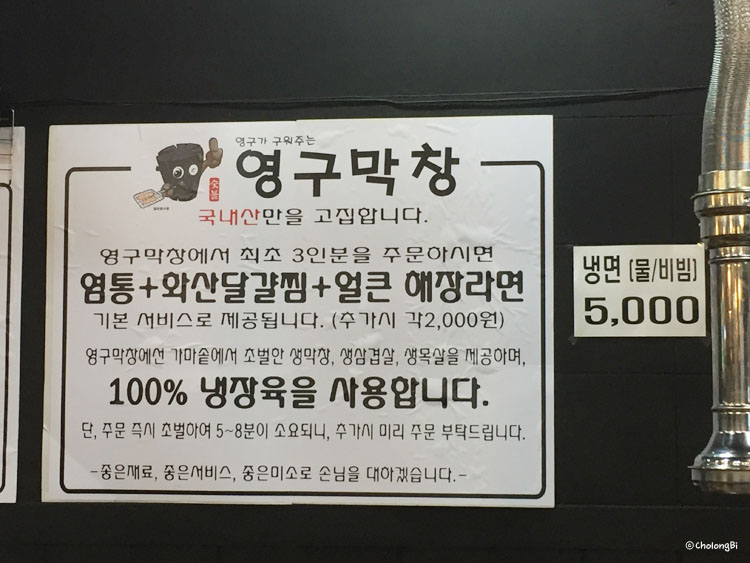 영구가 구워주는
영구막창
숯불
국내산만을 고집합니다.
영구막창에서 최초 3인분을 주문하시면
염통+화산달걀찜+얼큰 해장라면
기본 서비스로 제공됩니다. (추가시 각2,000원)
영구막창에선 가마솥에서 초벌한 생막창, 생삼겹살, 생목살을 제공하며,
100% 냉장육을 사용합니다.
단, 주문 즉시 초벌하여 5~8분이 소요되니, 추가시 미리 주문 부탁드립니다.
-좋은재료, 좋은서비스, 좋은미소로 손님을 대하겠습니다.-
냉면 (물/비빔)
5,000
©CholongBi